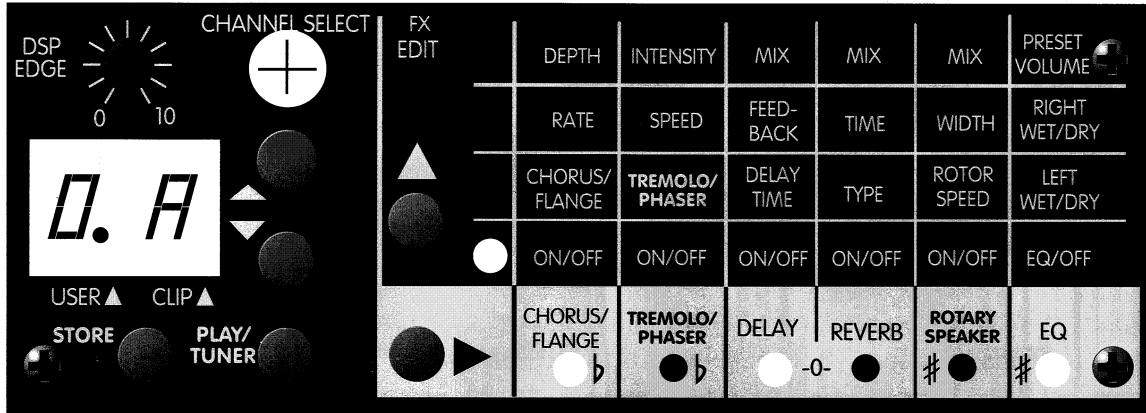 DSP
EDGE
0
10
CHANNEL SELECT
0. A
USER
CLIP
STORE
PLAY/
TUNER
FX
EDIT
DEPTH INTENSITY MIX MIX MIX PRESET
VOLUME
RATE SPEED FEED-
BACK TIME WIDTH RIGHT
WET/DRY
CHORUS/
FLANGE TREMOLO/
PHASER DELAY
TIME TYPE ROTOR
SPEED LEFT
WET/DRY
ON/OFF ON/OFF ON/OFF ON/OFF ON/OFF EQ/OFF
CHORUS/
FLANGE
♭
TREMOLO/
PHASER
♭
DELAY
-0-
REVERB
ROTARY
SPEAKER
♯
EQ
♯